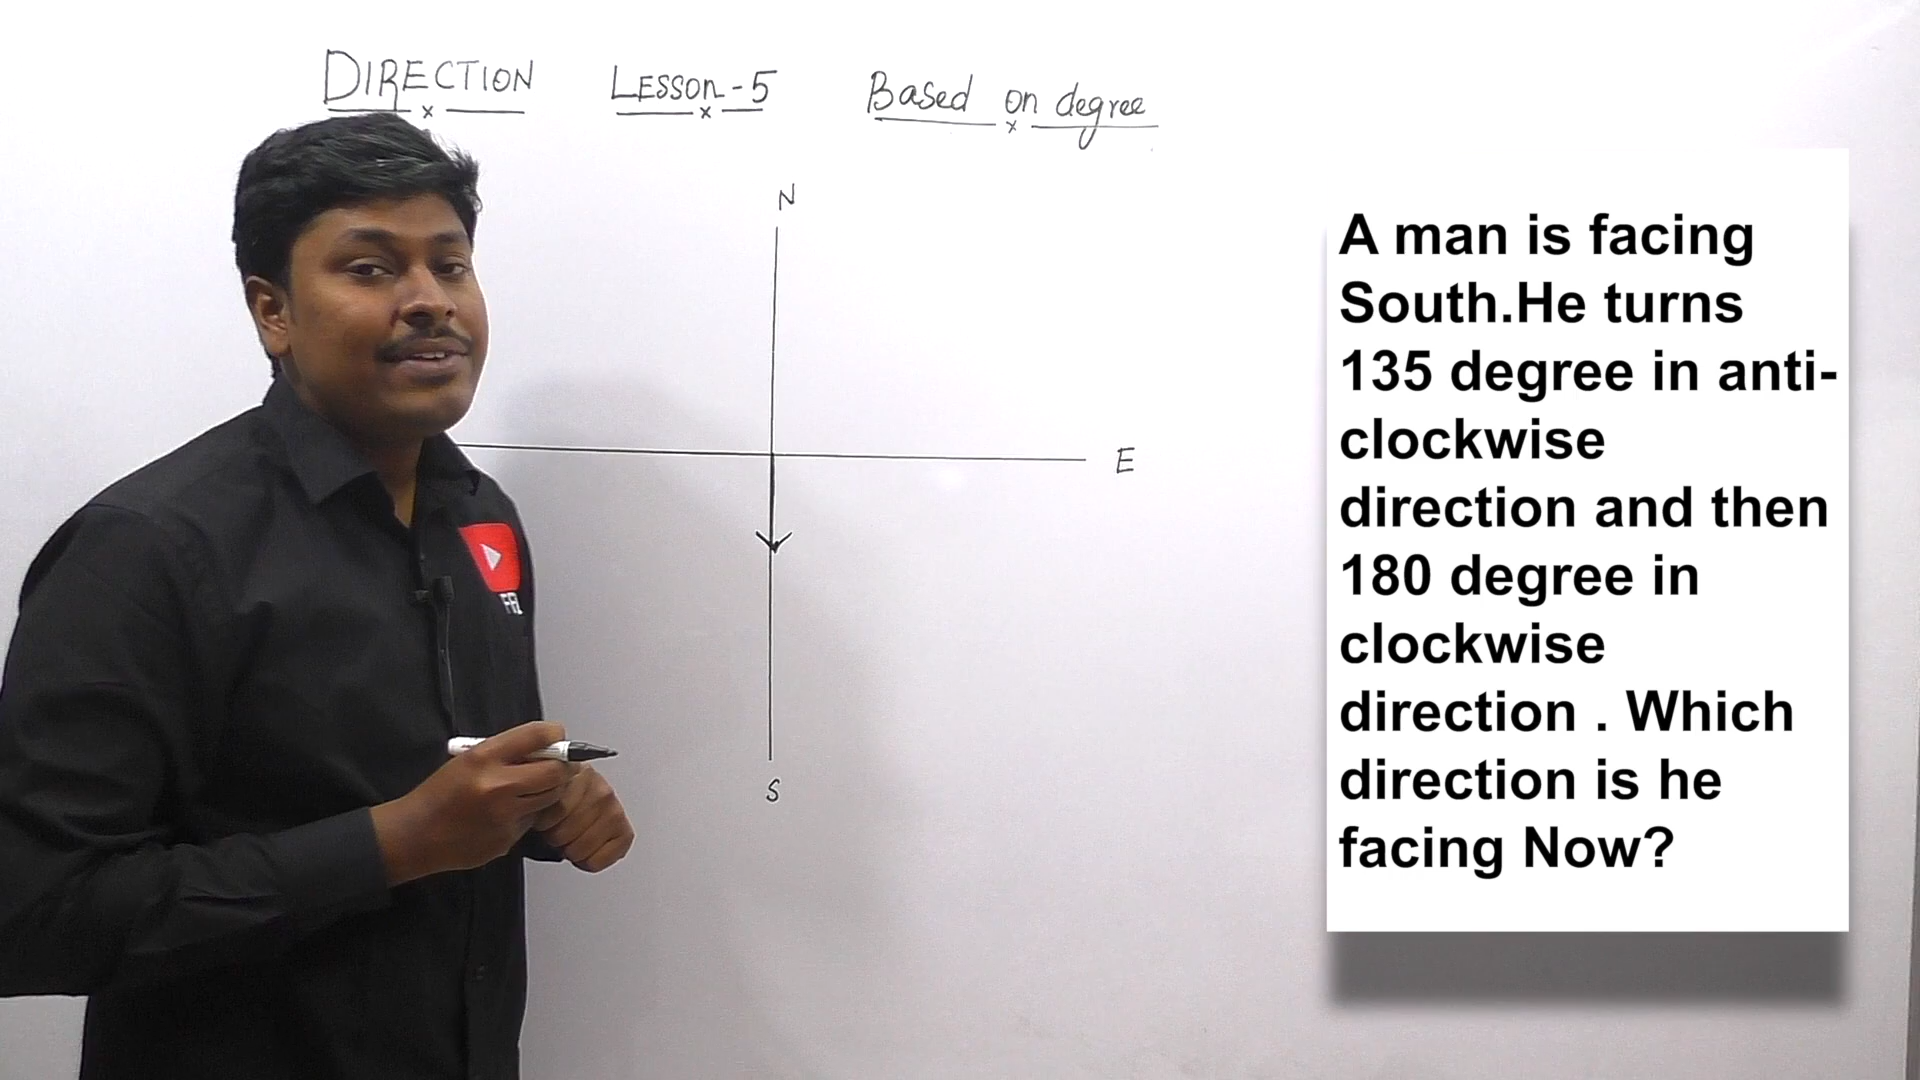 DIRECTION LESSON-5 Based on degree
N
E
S
A man is facing
South.He turns
135 degree in anti-
clockwise
direction and then
180 degree in
clockwise
direction . Which
direction is he
facing Now?